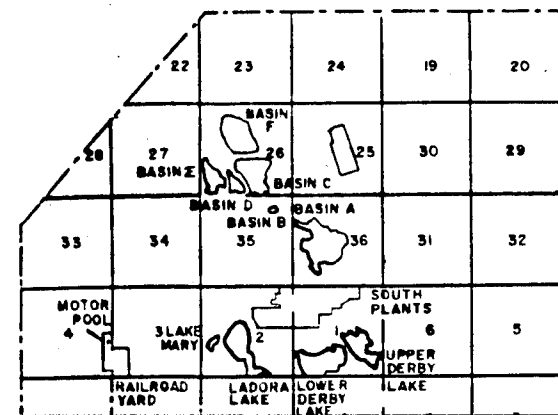 22 23 24 19 20
BASIN
F
28 27 26 25 30 29
BASIN E
BASIN C
BASIN D
BASIN A
BASIN B
33 34 35 36 31 32
MOTOR
POOL
SOUTH
PLANTS
4 3 LAKE
MARY
2 1 6 5
UPPER
DERBY
LAKE
RAILROAD
YARD
LADORA
LAKE
LOWER
DERBY
LAKE